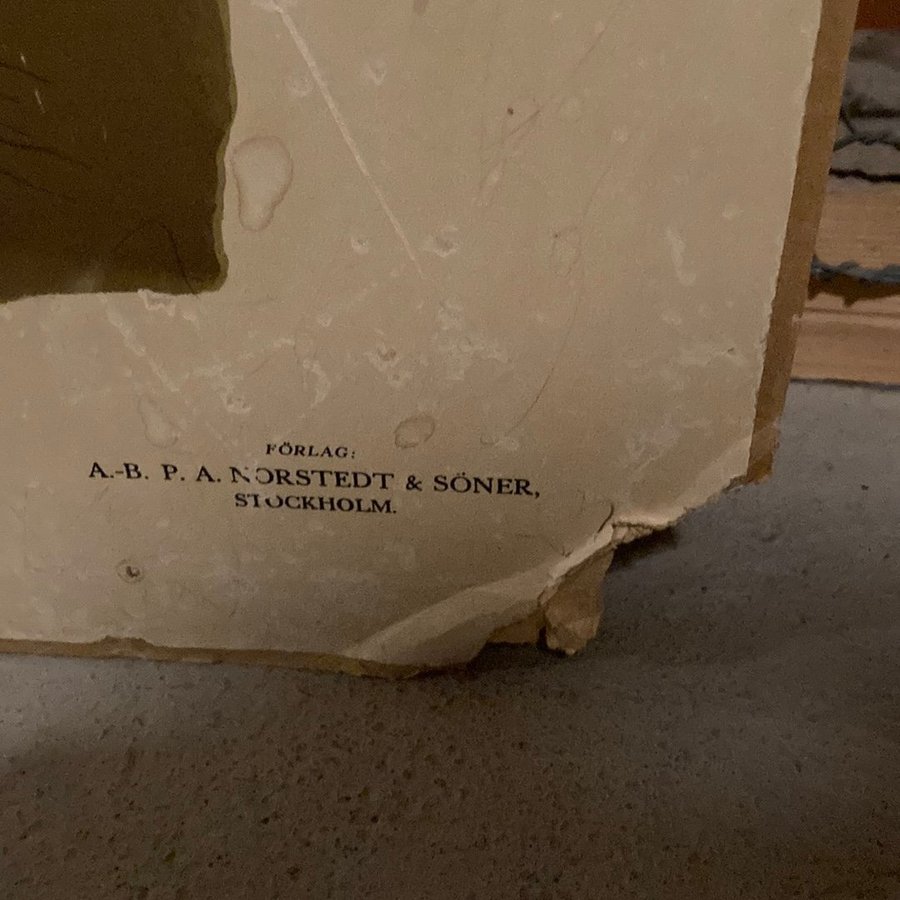 FÖRLAG:
A.-B. P. A. NORSTEDT & SÖNER,
STOCKHOLM.